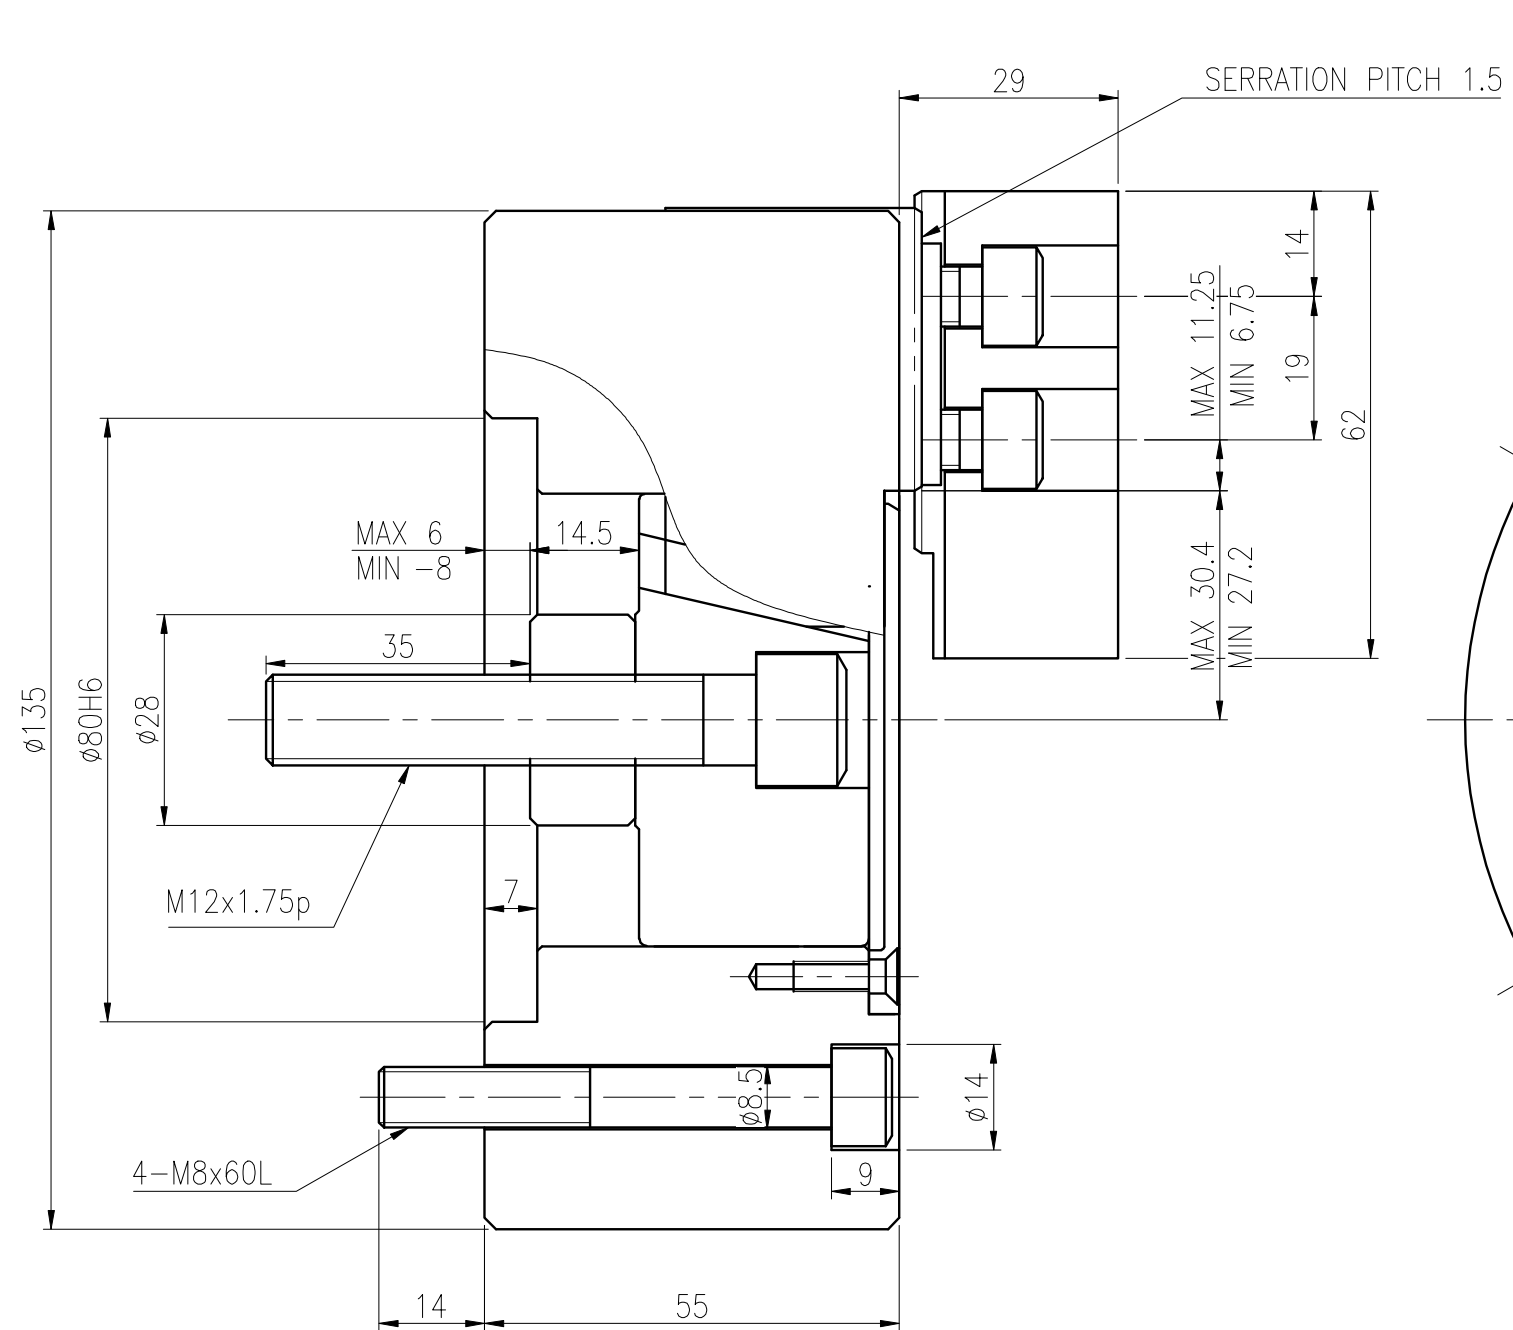 29
SERRATION PITCH 1.5
14
MAX 11.25
MIN 6.75
19
62
MAX 6
MIN -8
14.5
MAX 30.4
MIN 27.2
35
ø135
ø80H6
ø28
M12x1.75p
7
ø8.5
ø14
4-M8x60L
9
14
55